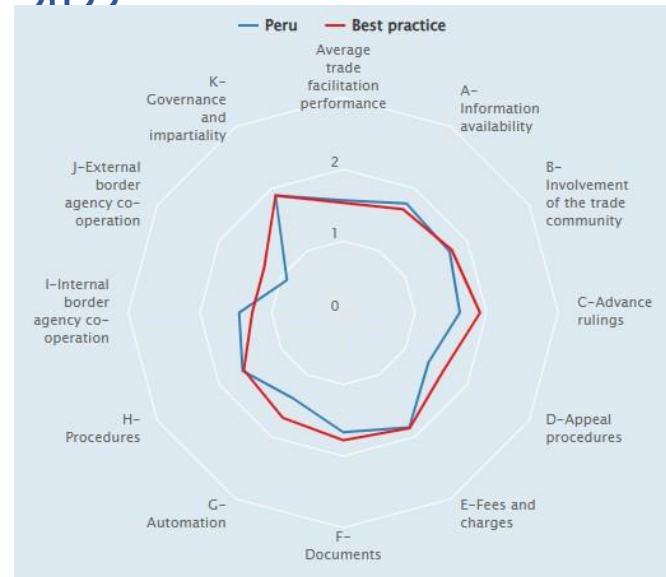 Peru
Best practice
Average
trade
facilitation
performance
A-
Information
availability
B-
Involvement
of the trade
community
C-Advance
rulings
D-Appeal
procedures
E-Fees and
charges
F-
Documents
G-
Automation
H-
Procedures
I-Internal
border
agency co-
operation
J-External
border
agency co-
operation
K-
Governance
and
impartiality
2
1
0